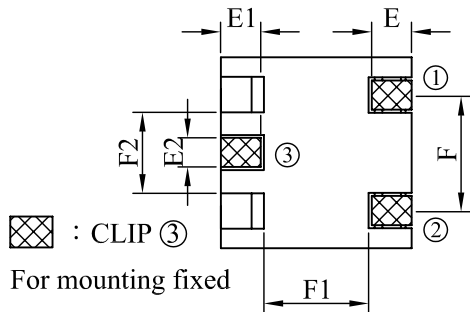 E1
E
①
F2
E2
③
F
②
: CLIP ③
For mounting fixed
F1